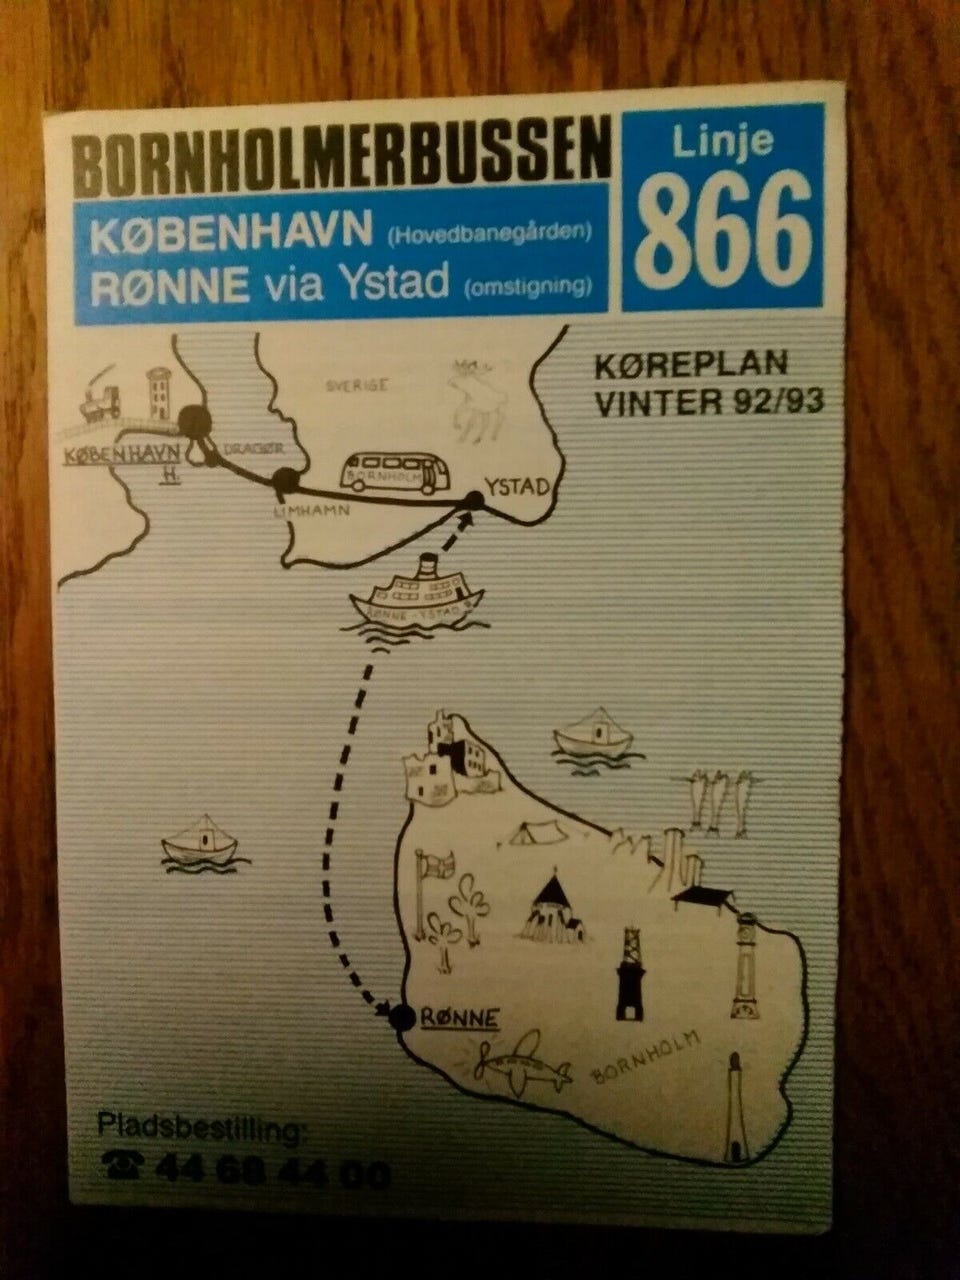 BORNHOLMERBUSSEN
KØBENHAVN (Hovedbanegården)
RØNNE via Ystad (omstigning)
Linje
866
KØREPLAN
VINTER 92/93
SVERIGE
KØBENHAVN
H.
DRAGØR
BORNHOLM
YSTAD
LIMHAMN
RØNNE - YSTAD
RØNNE
BORNHOLM
Pladsbestilling:
☎ 44 68 44 00